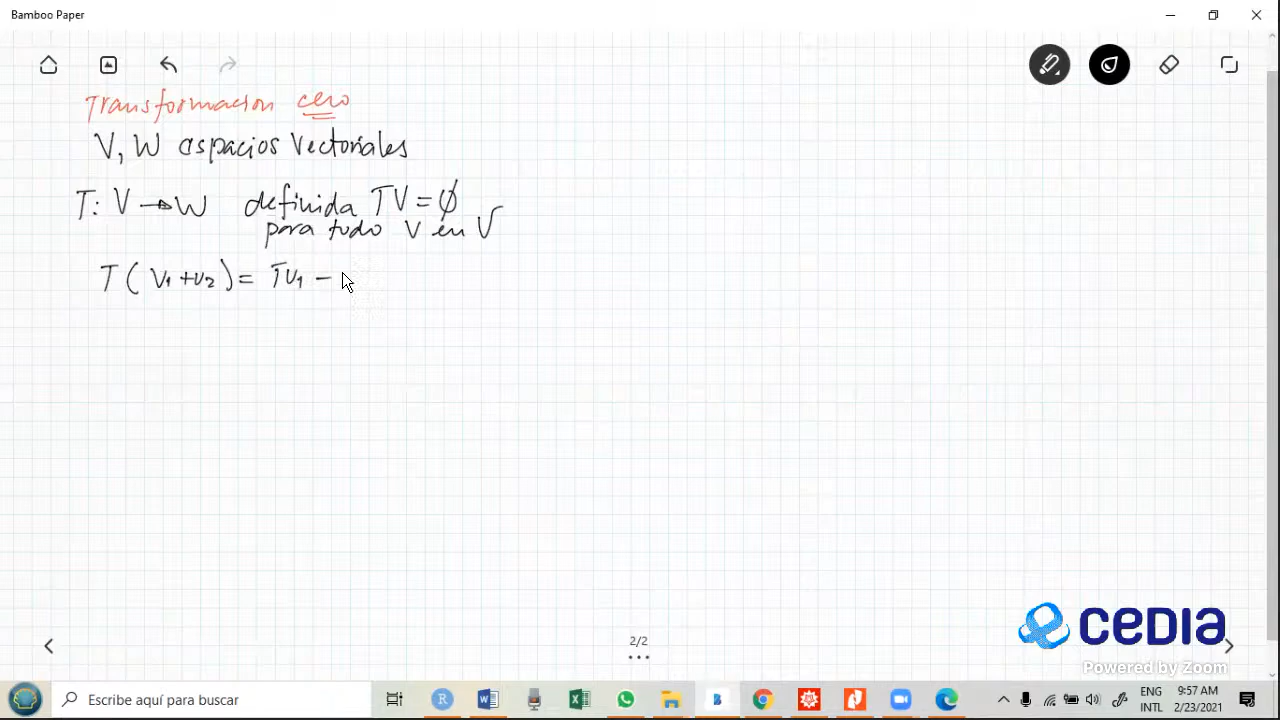 Bamboo Paper
Transformacion cero
V, W espacios Vectoriales
T: V → W definida TV = ∅
para todo V en V
T( V1 + V2 ) = TV1 -
2/2
CEDIA
Powered by Zoom
Escribe aquí para buscar
ENG
INTL
9:57 AM
2/23/2021